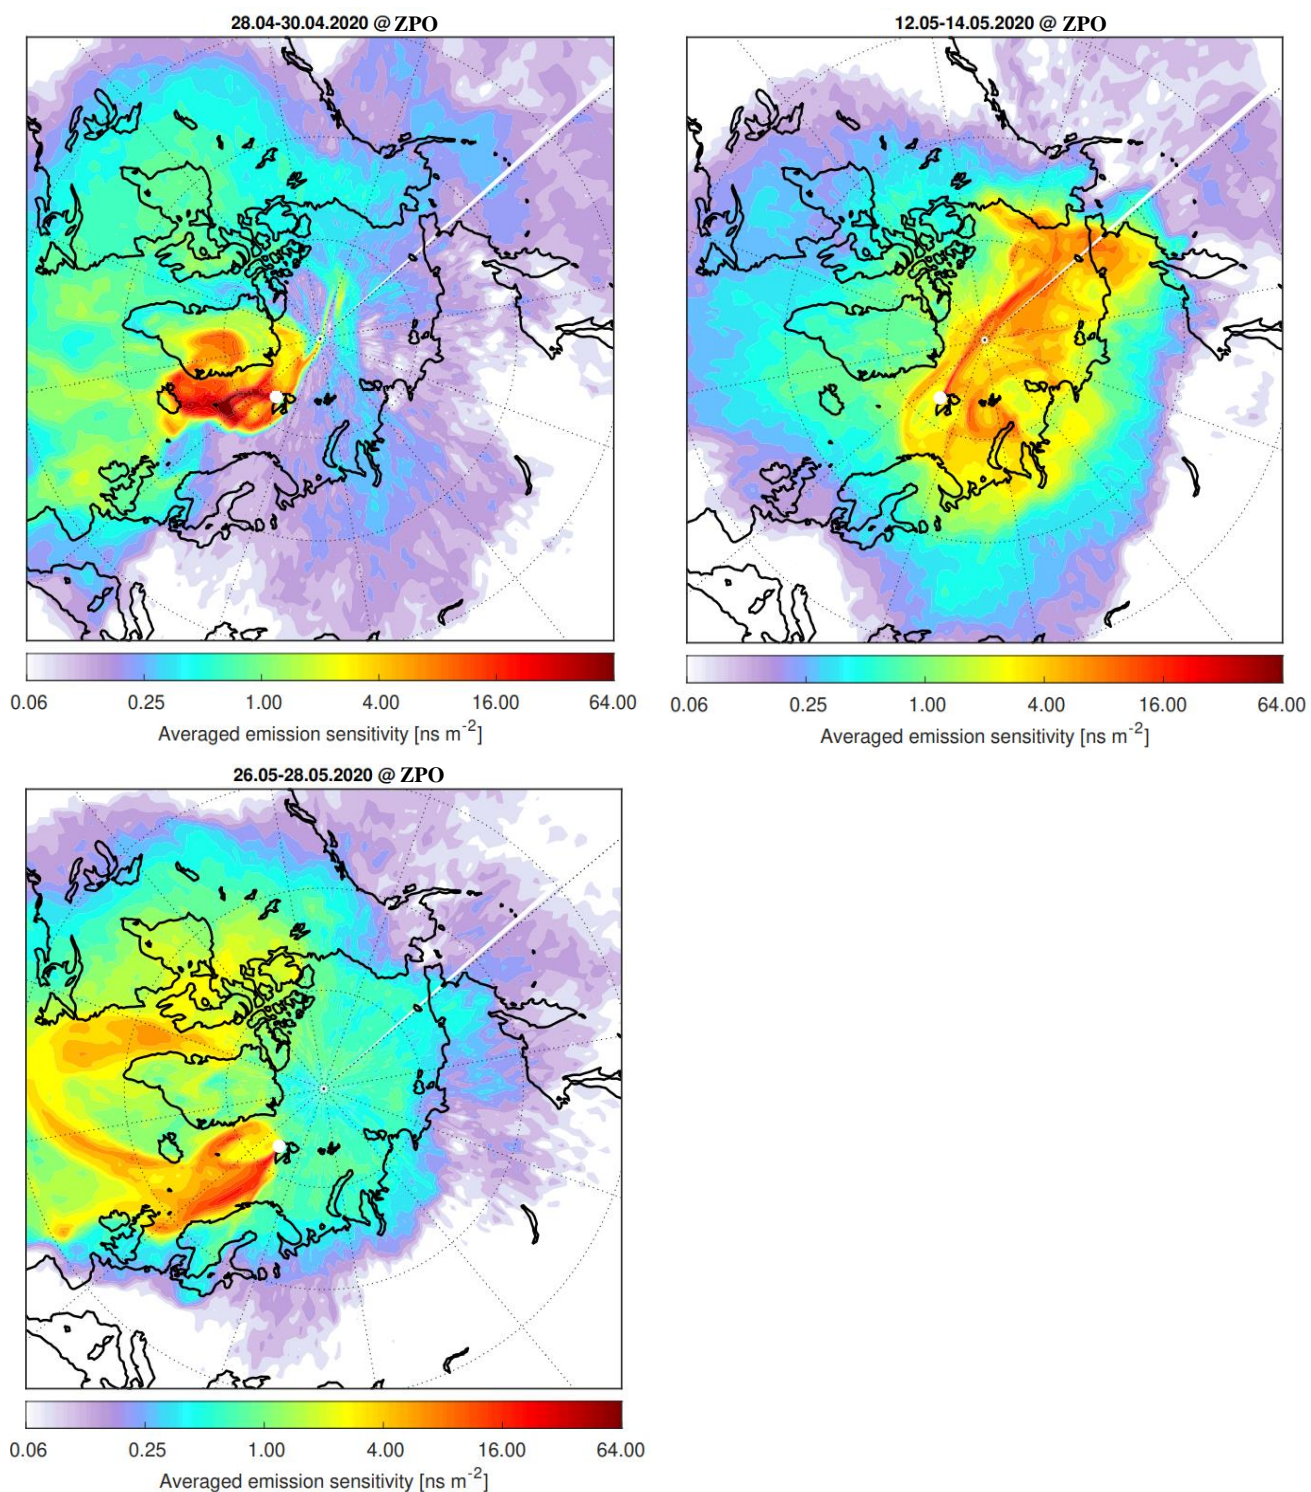 28.04-30.04.2020 @ ZPO
12.05-14.05.2020 @ ZPO
0.06 0.25 1.00 4.00 16.00 64.00
Averaged emission sensitivity [ns m-2]
0.06 0.25 1.00 4.00 16.00 64.00
Averaged emission sensitivity [ns m-2]
26.05-28.05.2020 @ ZPO
0.06 0.25 1.00 4.00 16.00 64.00
Averaged emission sensitivity [ns m-2]